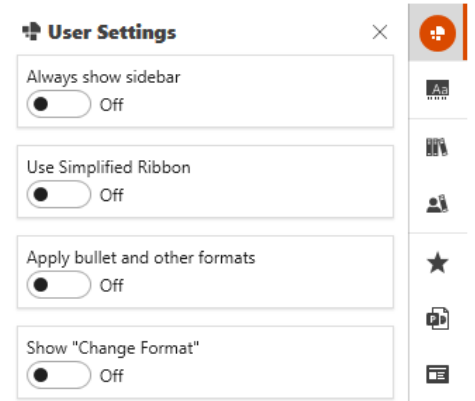 User Settings
Always show sidebar
Off
Use Simplified Ribbon
Off
Apply bullet and other formats
Off
Show "Change Format"
Off
Aa